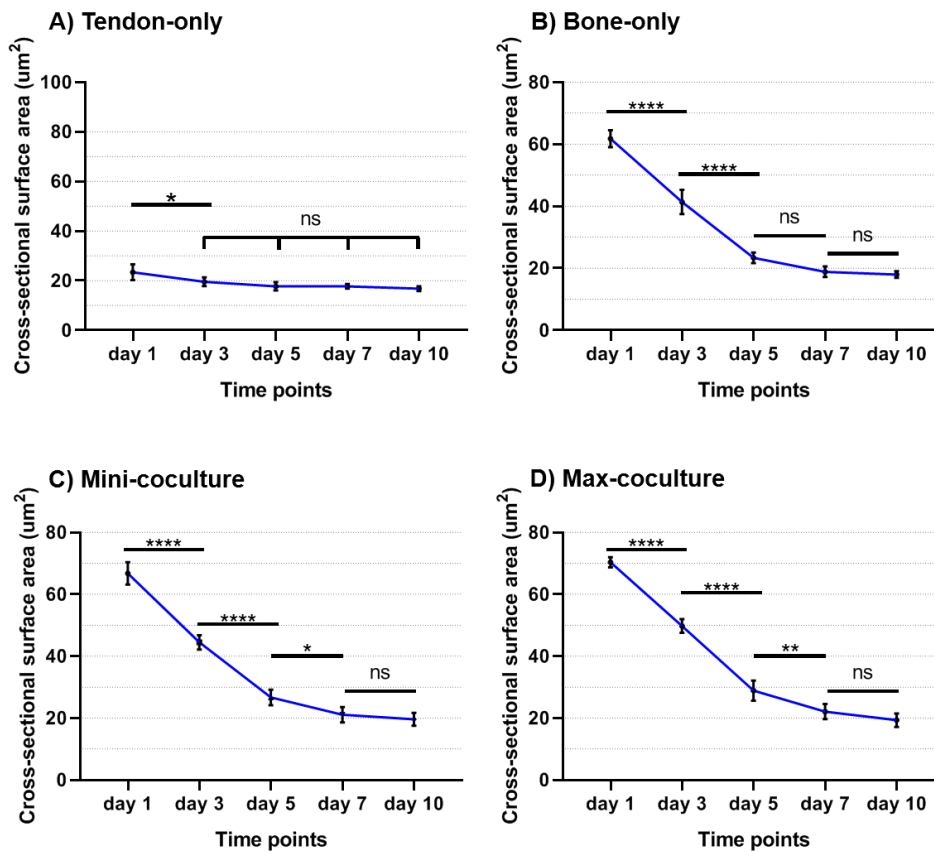 A) Tendon-only
Cross-sectional surface area (um²)
100
80
60
40
20
0
*
ns
day 1 day 3 day 5 day 7 day 10
Time points
B) Bone-only
Cross-sectional surface area (um²)
80
60
40
20
0
****
****
ns
ns
day 1 day 3 day 5 day 7 day 10
Time points
C) Mini-coculture
Cross-sectional surface area (um²)
80
60
40
20
0
****
****
*
ns
day 1 day 3 day 5 day 7 day 10
Time points
D) Max-coculture
Cross-sectional surface area (um²)
80
60
40
20
0
****
****
**
ns
day 1 day 3 day 5 day 7 day 10
Time points